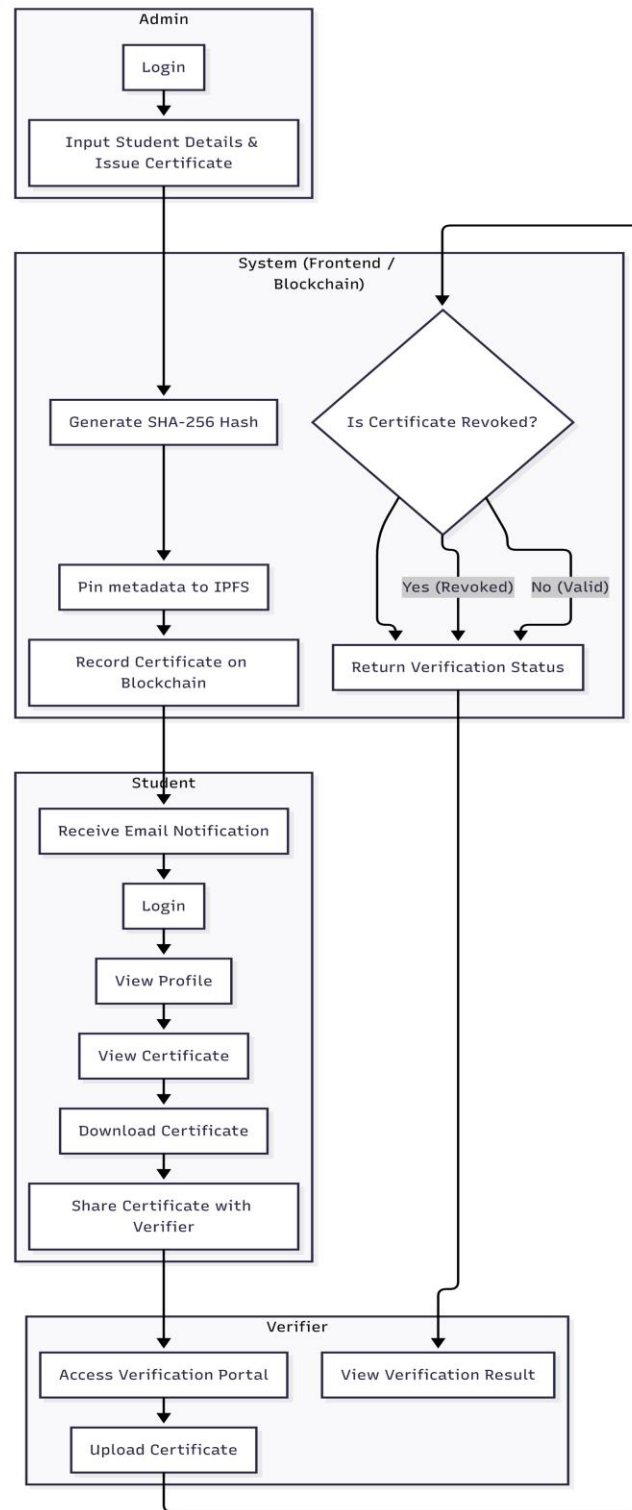 Admin
Login
Input Student Details &
Issue Certificate
System (Frontend /
Blockchain)
Is Certificate Revoked?
Generate SHA-256 Hash
Pin metadata to IPFS
Yes (Revoked)
No (Valid)
Record Certificate on
Blockchain
Return Verification Status
Student
Receive Email Notification
Login
View Profile
View Certificate
Download Certificate
Share Certificate with
Verifier
Verifier
Access Verification Portal
View Verification Result
Upload Certificate